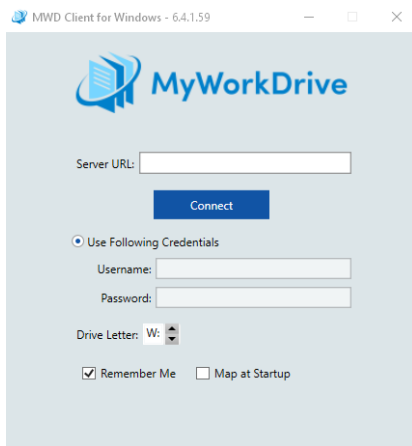 MWD Client for Windows - 6.4.1.59
MyWorkDrive
Server URL:
Connect
Use Following Credentials
Username:
Password:
Drive Letter: W:
Remember Me Map at Startup